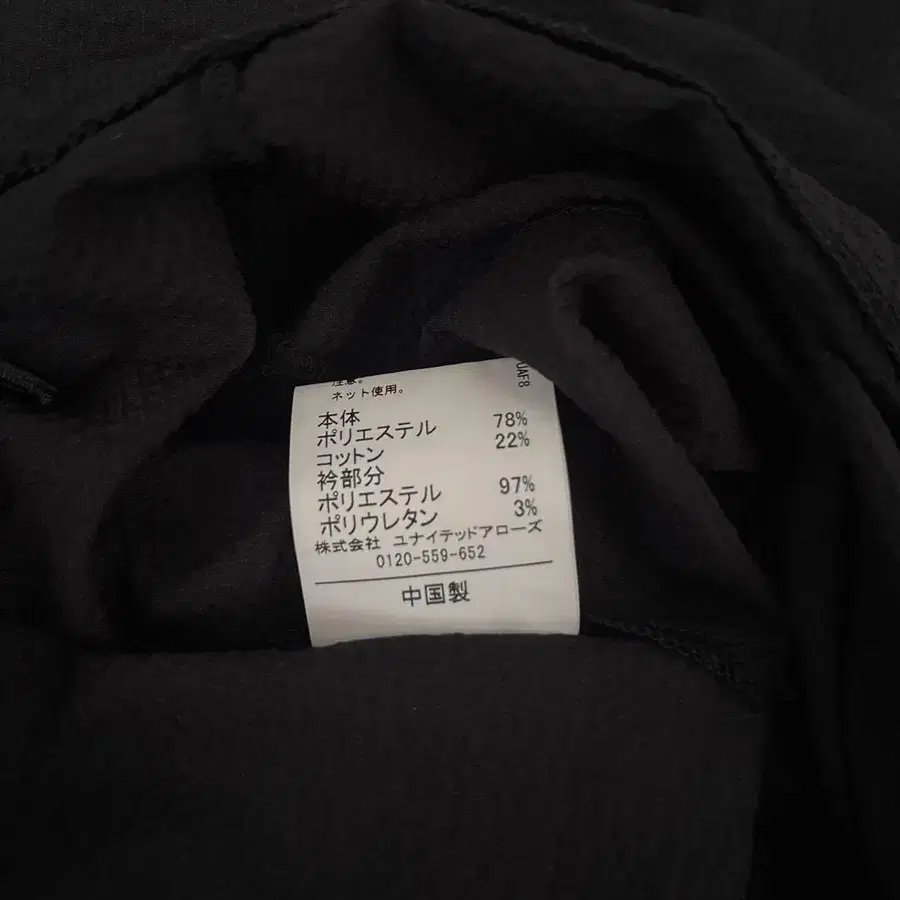 注意。
ネット使用。
UAF8
本体
ポリエステル 78%
コットン 22%
衿部分
ポリエステル 97%
ポリウレタン 3%
株式会社 ユナイテッドアローズ
0120-559-652
中国製